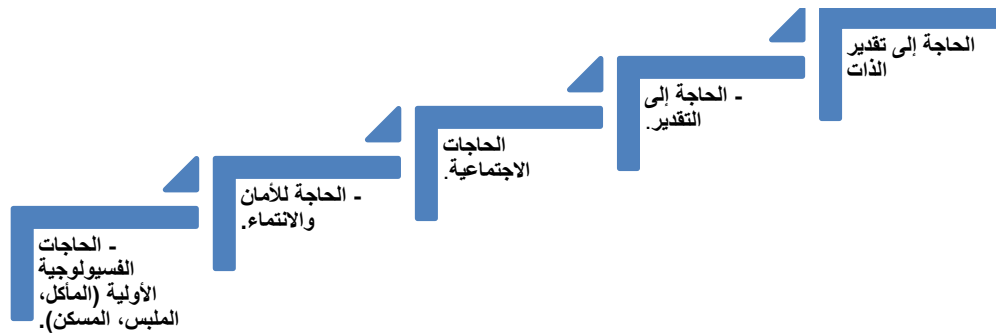 - الحاجات
الفسيولوجية
الأولية (المأكل،
الملبس، المسكن).
- الحاجة للأمان
والانتماء.
الحاجات
الاجتماعية.
- الحاجة إلى
التقدير.
الحاجة إلى تقدير
الذات